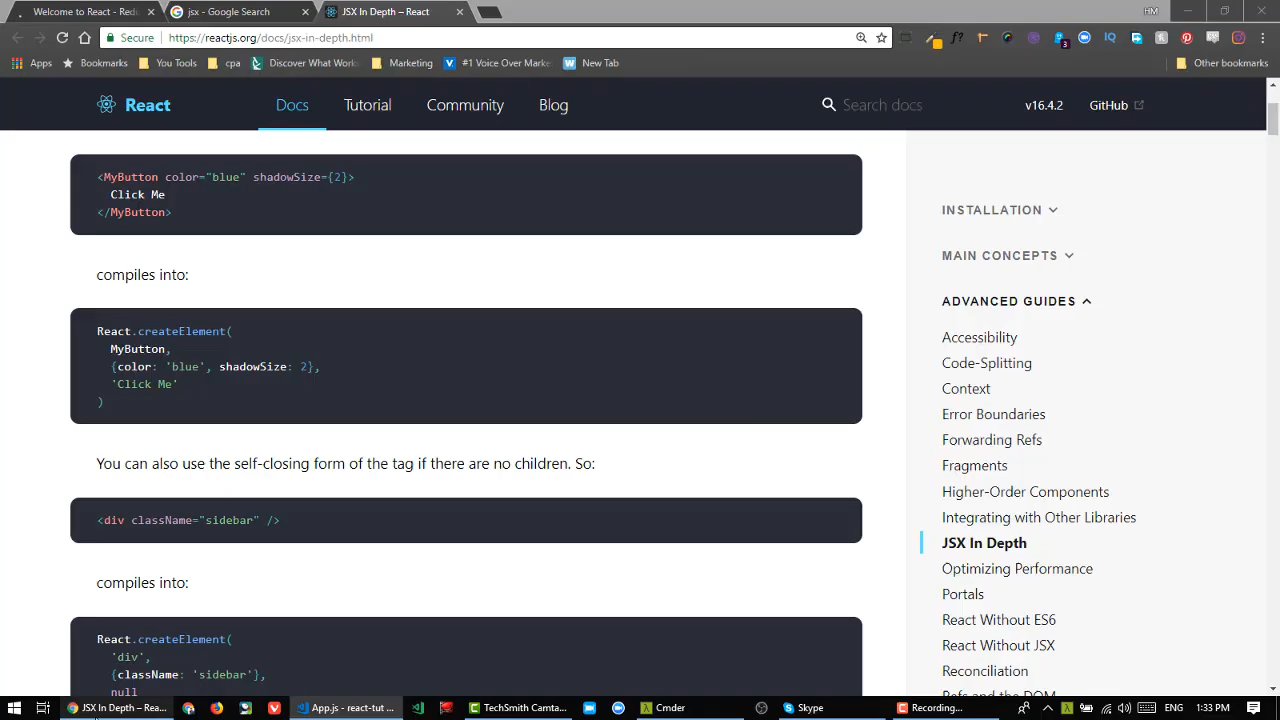 Welcome to React - Redu
jsx - Google Search
JSX In Depth – React
HM
Secure
https://reactjs.org/docs/jsx-in-depth.html
Apps
Bookmarks
You Tools
cpa
Discover What Works
Marketing
#1 Voice Over Marke
New Tab
Other bookmarks
React
Docs
Tutorial
Community
Blog
Search docs
v16.4.2
GitHub
<MyButton color="blue" shadowSize={2}>
Click Me
</MyButton>
compiles into:
React.createElement(
MyButton,
{color: 'blue', shadowSize: 2},
'Click Me'
)
You can also use the self-closing form of the tag if there are no children. So:
<div className="sidebar" />
compiles into:
React.createElement(
'div',
{className: 'sidebar'},
null
INSTALLATION
MAIN CONCEPTS
ADVANCED GUIDES
Accessibility
Code-Splitting
Context
Error Boundaries
Forwarding Refs
Fragments
Higher-Order Components
Integrating with Other Libraries
JSX In Depth
Optimizing Performance
Portals
React Without ES6
React Without JSX
Reconciliation
Refs and the DOM
JSX In Depth – Rea...
App.js - react-tut ...
TechSmith Camta...
Cmder
Skype
Recording...
ENG
1:33 PM